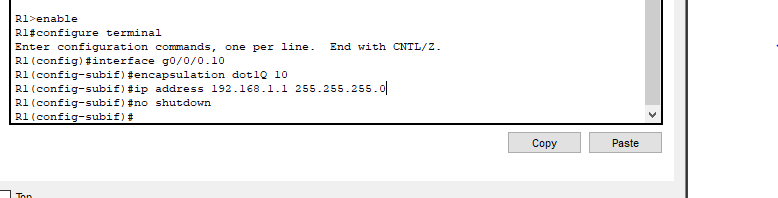 R1>enable
R1#configure terminal
Enter configuration commands, one per line.  End with CNTL/Z.
R1(config)#interface g0/0/0.10
R1(config-subif)#encapsulation dot1Q 10
R1(config-subif)#ip address 192.168.1.1 255.255.255.0
R1(config-subif)#no shutdown
R1(config-subif)#
Copy Paste
Top